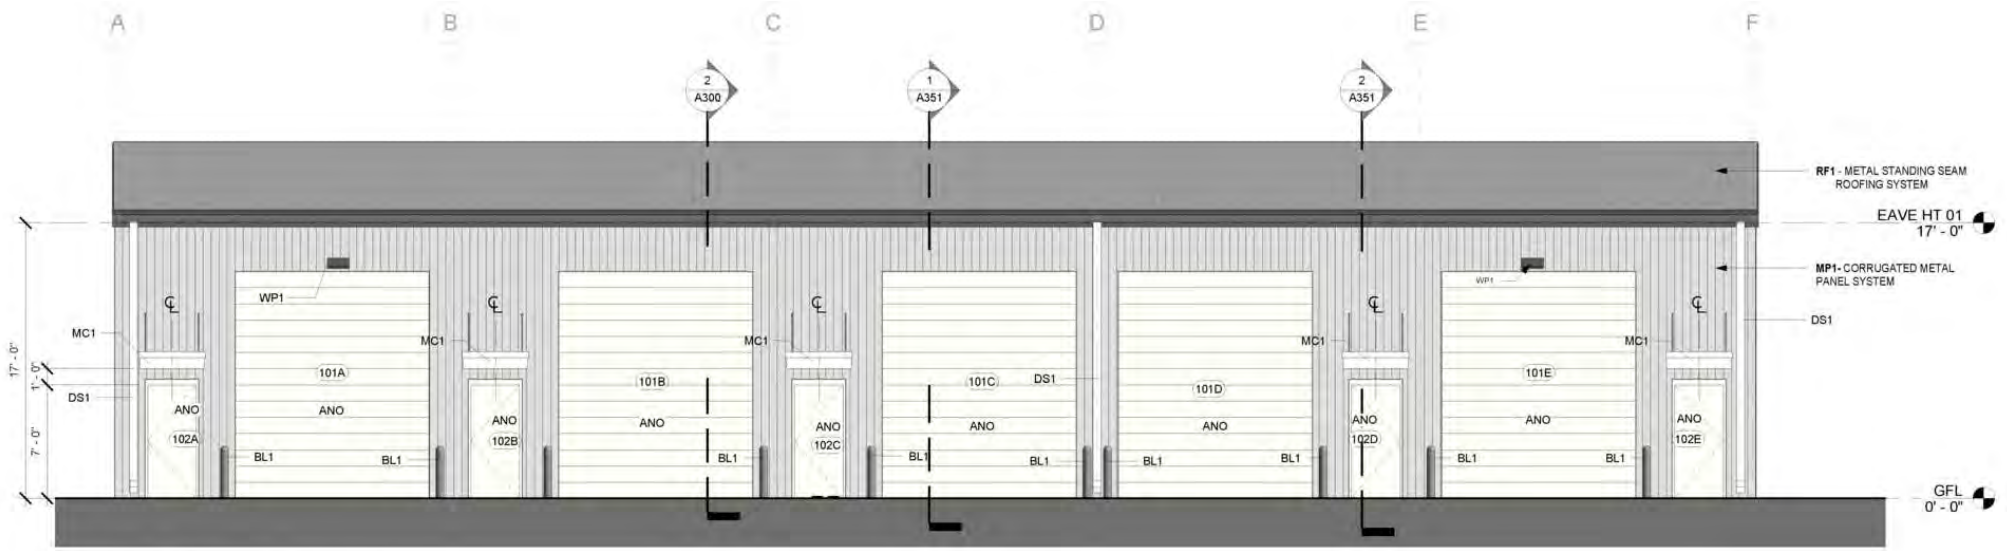 A B C D E F
2
A300
1
A351
2
A351
RF1 - METAL STANDING SEAM
ROOFING SYSTEM
EAVE HT 01
17' - 0"
MP1- CORRUGATED METAL
PANEL SYSTEM
WP1
WP1
DS1
MC1
MC1
MC1
MC1
MC1
17' - 0"
1' - 0"
7' - 0"
DS1
DS1
101A
101B
101C
101D
101E
ANO
ANO
ANO
ANO
ANO
ANO
ANO
ANO
ANO
ANO
102A
102B
102C
102D
102E
BL1
BL1
BL1
BL1
BL1
BL1
BL1
BL1
BL1
GFL
0' - 0"